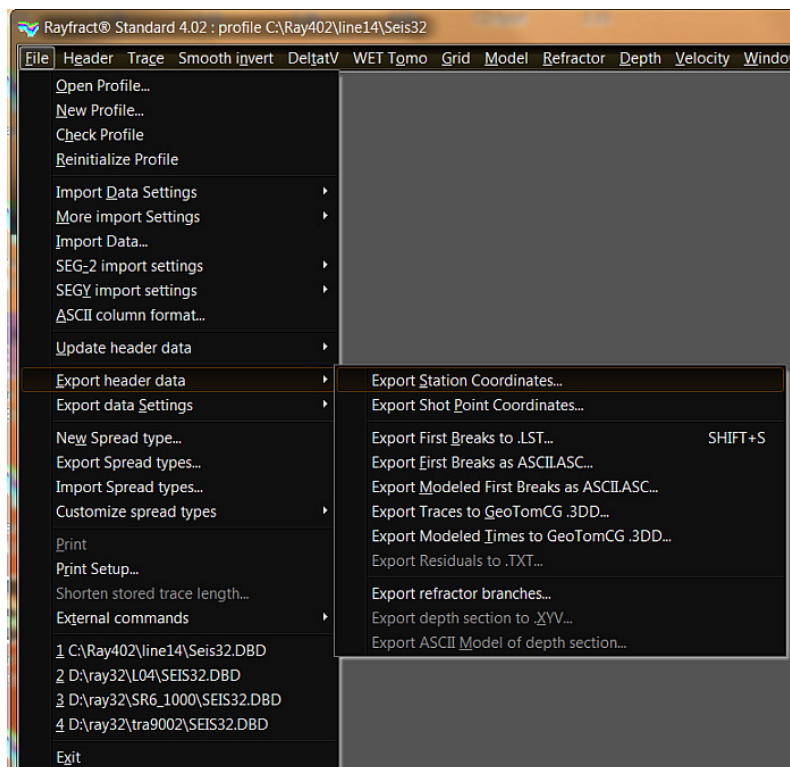 Rayfract® Standard 4.02 : profile C:\Ray402\line14\Seis32
File Header Trace Smooth invert DeltatV WET Tomo Grid Model Refractor Depth Velocity Windo
Open Profile...
New Profile...
Check Profile
Reinitialize Profile
Import Data Settings
More import Settings
Import Data...
SEG-2 import settings
SEGY import settings
ASCII column format...
Update header data
Export header data
Export data Settings
New Spread type...
Export Spread types...
Import Spread types...
Customize spread types
Print
Print Setup...
Shorten stored trace length...
External commands
1 C:\Ray402\line14\Seis32.DBD
2 D:\ray32\L04\SEIS32.DBD
3 D:\ray32\SR6_1000\SEIS32.DBD
4 D:\ray32\tra9002\SEIS32.DBD
Exit
Export Station Coordinates...
Export Shot Point Coordinates...
Export First Breaks to .LST... SHIFT+S
Export First Breaks as ASCII.ASC...
Export Modeled First Breaks as ASCII.ASC...
Export Traces to GeoTomCG .3DD...
Export Modeled Times to GeoTomCG .3DD...
Export Residuals to .TXT...
Export refractor branches...
Export depth section to .XYV...
Export ASCII Model of depth section...